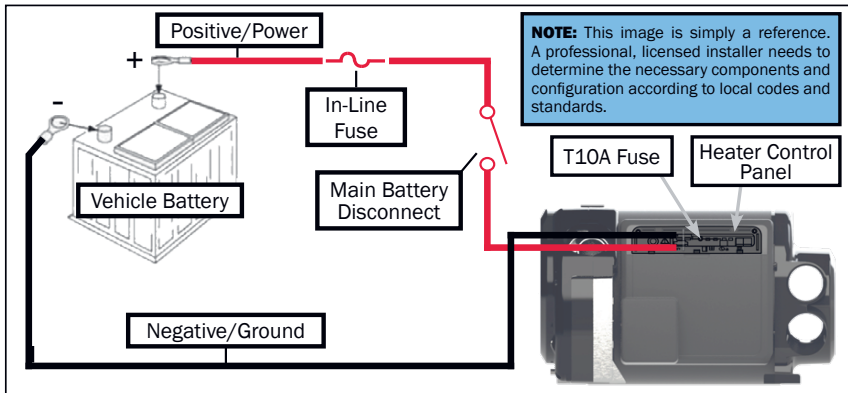 Positive/Power
NOTE: This image is simply a reference.
A professional, licensed installer needs to
determine the necessary components and
configuration according to local codes and
standards.
+
-
In-Line
Fuse
T10A Fuse
Heater Control
Panel
Vehicle Battery
Main Battery
Disconnect
Negative/Ground